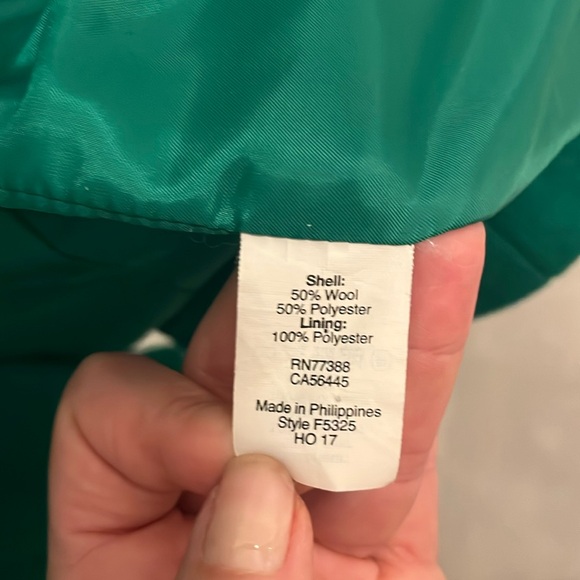 Shell:
50% Wool
50% Polyester
Lining:
100% Polyester
RN77388
CA56445
Made in Philippines
Style F5325
HO 17